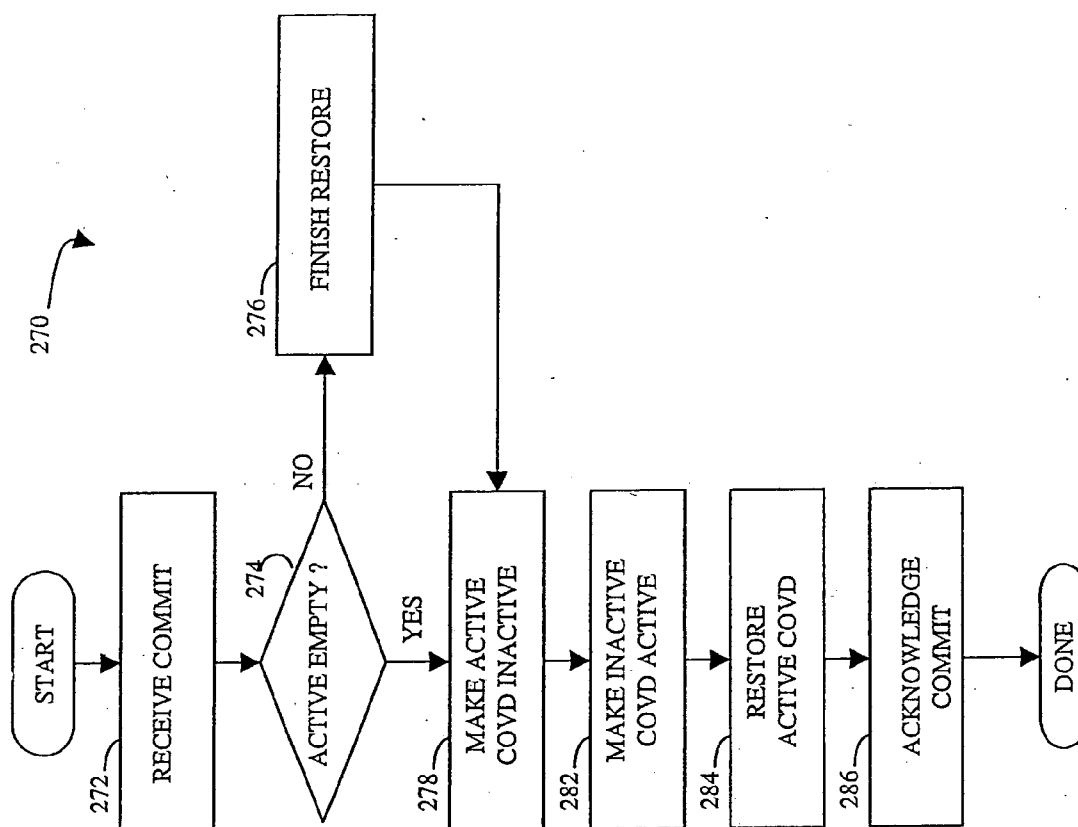 270
START
272
RECEIVE COMMIT
274
ACTIVE EMPTY ?
NO
276
FINISH RESTORE
YES
278
MAKE ACTIVE
COVD INACTIVE
282
MAKE INACTIVE
COVD ACTIVE
284
RESTORE
ACTIVE COVD
286
ACKNOWLEDGE
COMMIT
DONE